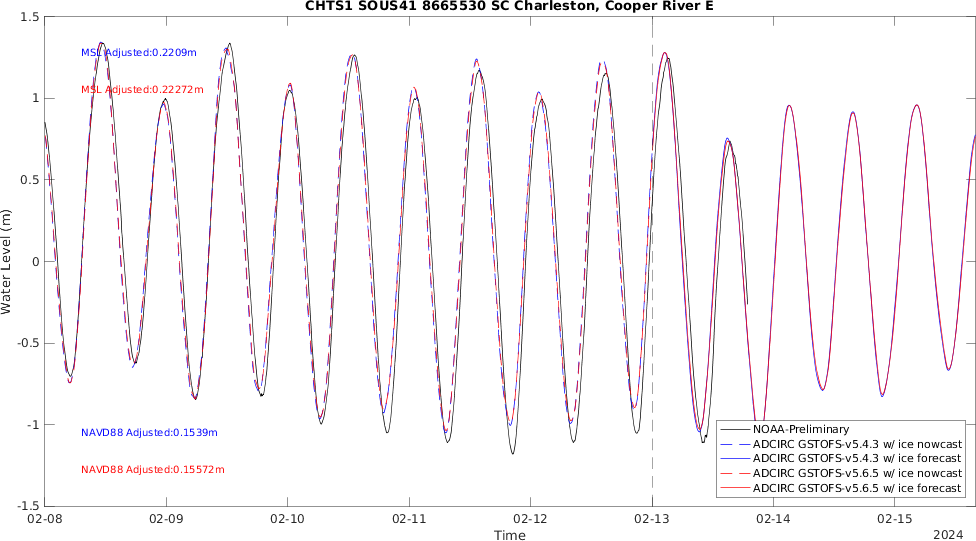 CHTS1 SOUS41 8665530 SC Charleston, Cooper River E
1.5
1
0.5
0
-0.5
-1
-1.5
Water Level (m)
MSL Adjusted:0.2209m
MSL Adjusted:0.22272m
NAVD88 Adjusted:0.1539m
NAVD88 Adjusted:0.15572m
NOAA-Preliminary
ADCIRC GSTOFS-v5.4.3 w/ ice nowcast
ADCIRC GSTOFS-v5.4.3 w/ ice forecast
ADCIRC GSTOFS-v5.6.5 w/ ice nowcast
ADCIRC GSTOFS-v5.6.5 w/ ice forecast
02-08 02-09 02-10 02-11 02-12 02-13 02-14 02-15
Time
2024